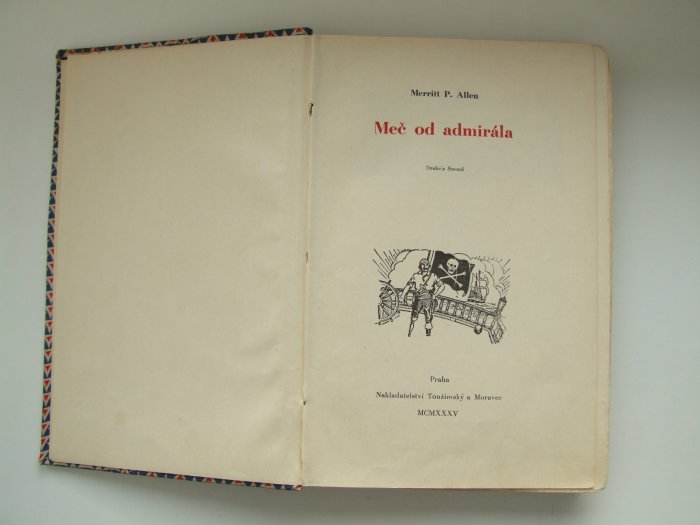 Merritt P. Allen
Meč od admirála
Drake's Sword
Praha
Nakladatelství Toužimský a Moravec
MCMXXXV